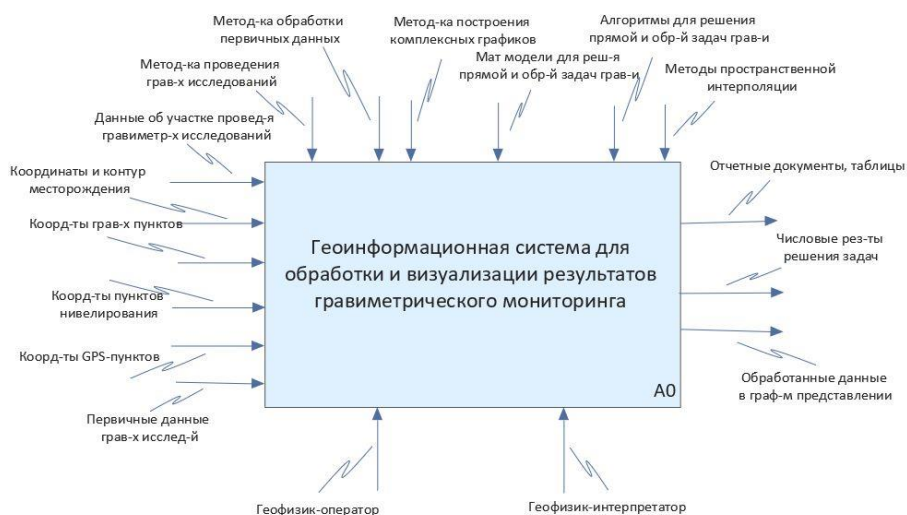 Метод-ка обработки
первичных данных
Метод-ка построения
комплексных графиков
Алгоритмы для решения
прямой и обр-й задач грав-и
Метод-ка проведения
грав-х исследований
Мат модели для реш-я
прямой и обр-й задач грав-и
Методы пространственной
интерполяции
Данные об участке провед-я
гравиметр-х исследований
Координаты и контур
месторождения
Коорд-ты грав-х пунктов
Коорд-ты пунктов
нивелирования
Коорд-ты GPS-пунктов
Первичные данные
грав-х исслед-й
Геоинформационная система для
обработки и визуализации результатов
гравиметрического мониторинга
A0
Отчетные документы, таблицы
Числовые рез-ты
решения задач
Обработанные данные
в граф-м представлении
Геофизик-оператор
Геофизик-интерпретатор